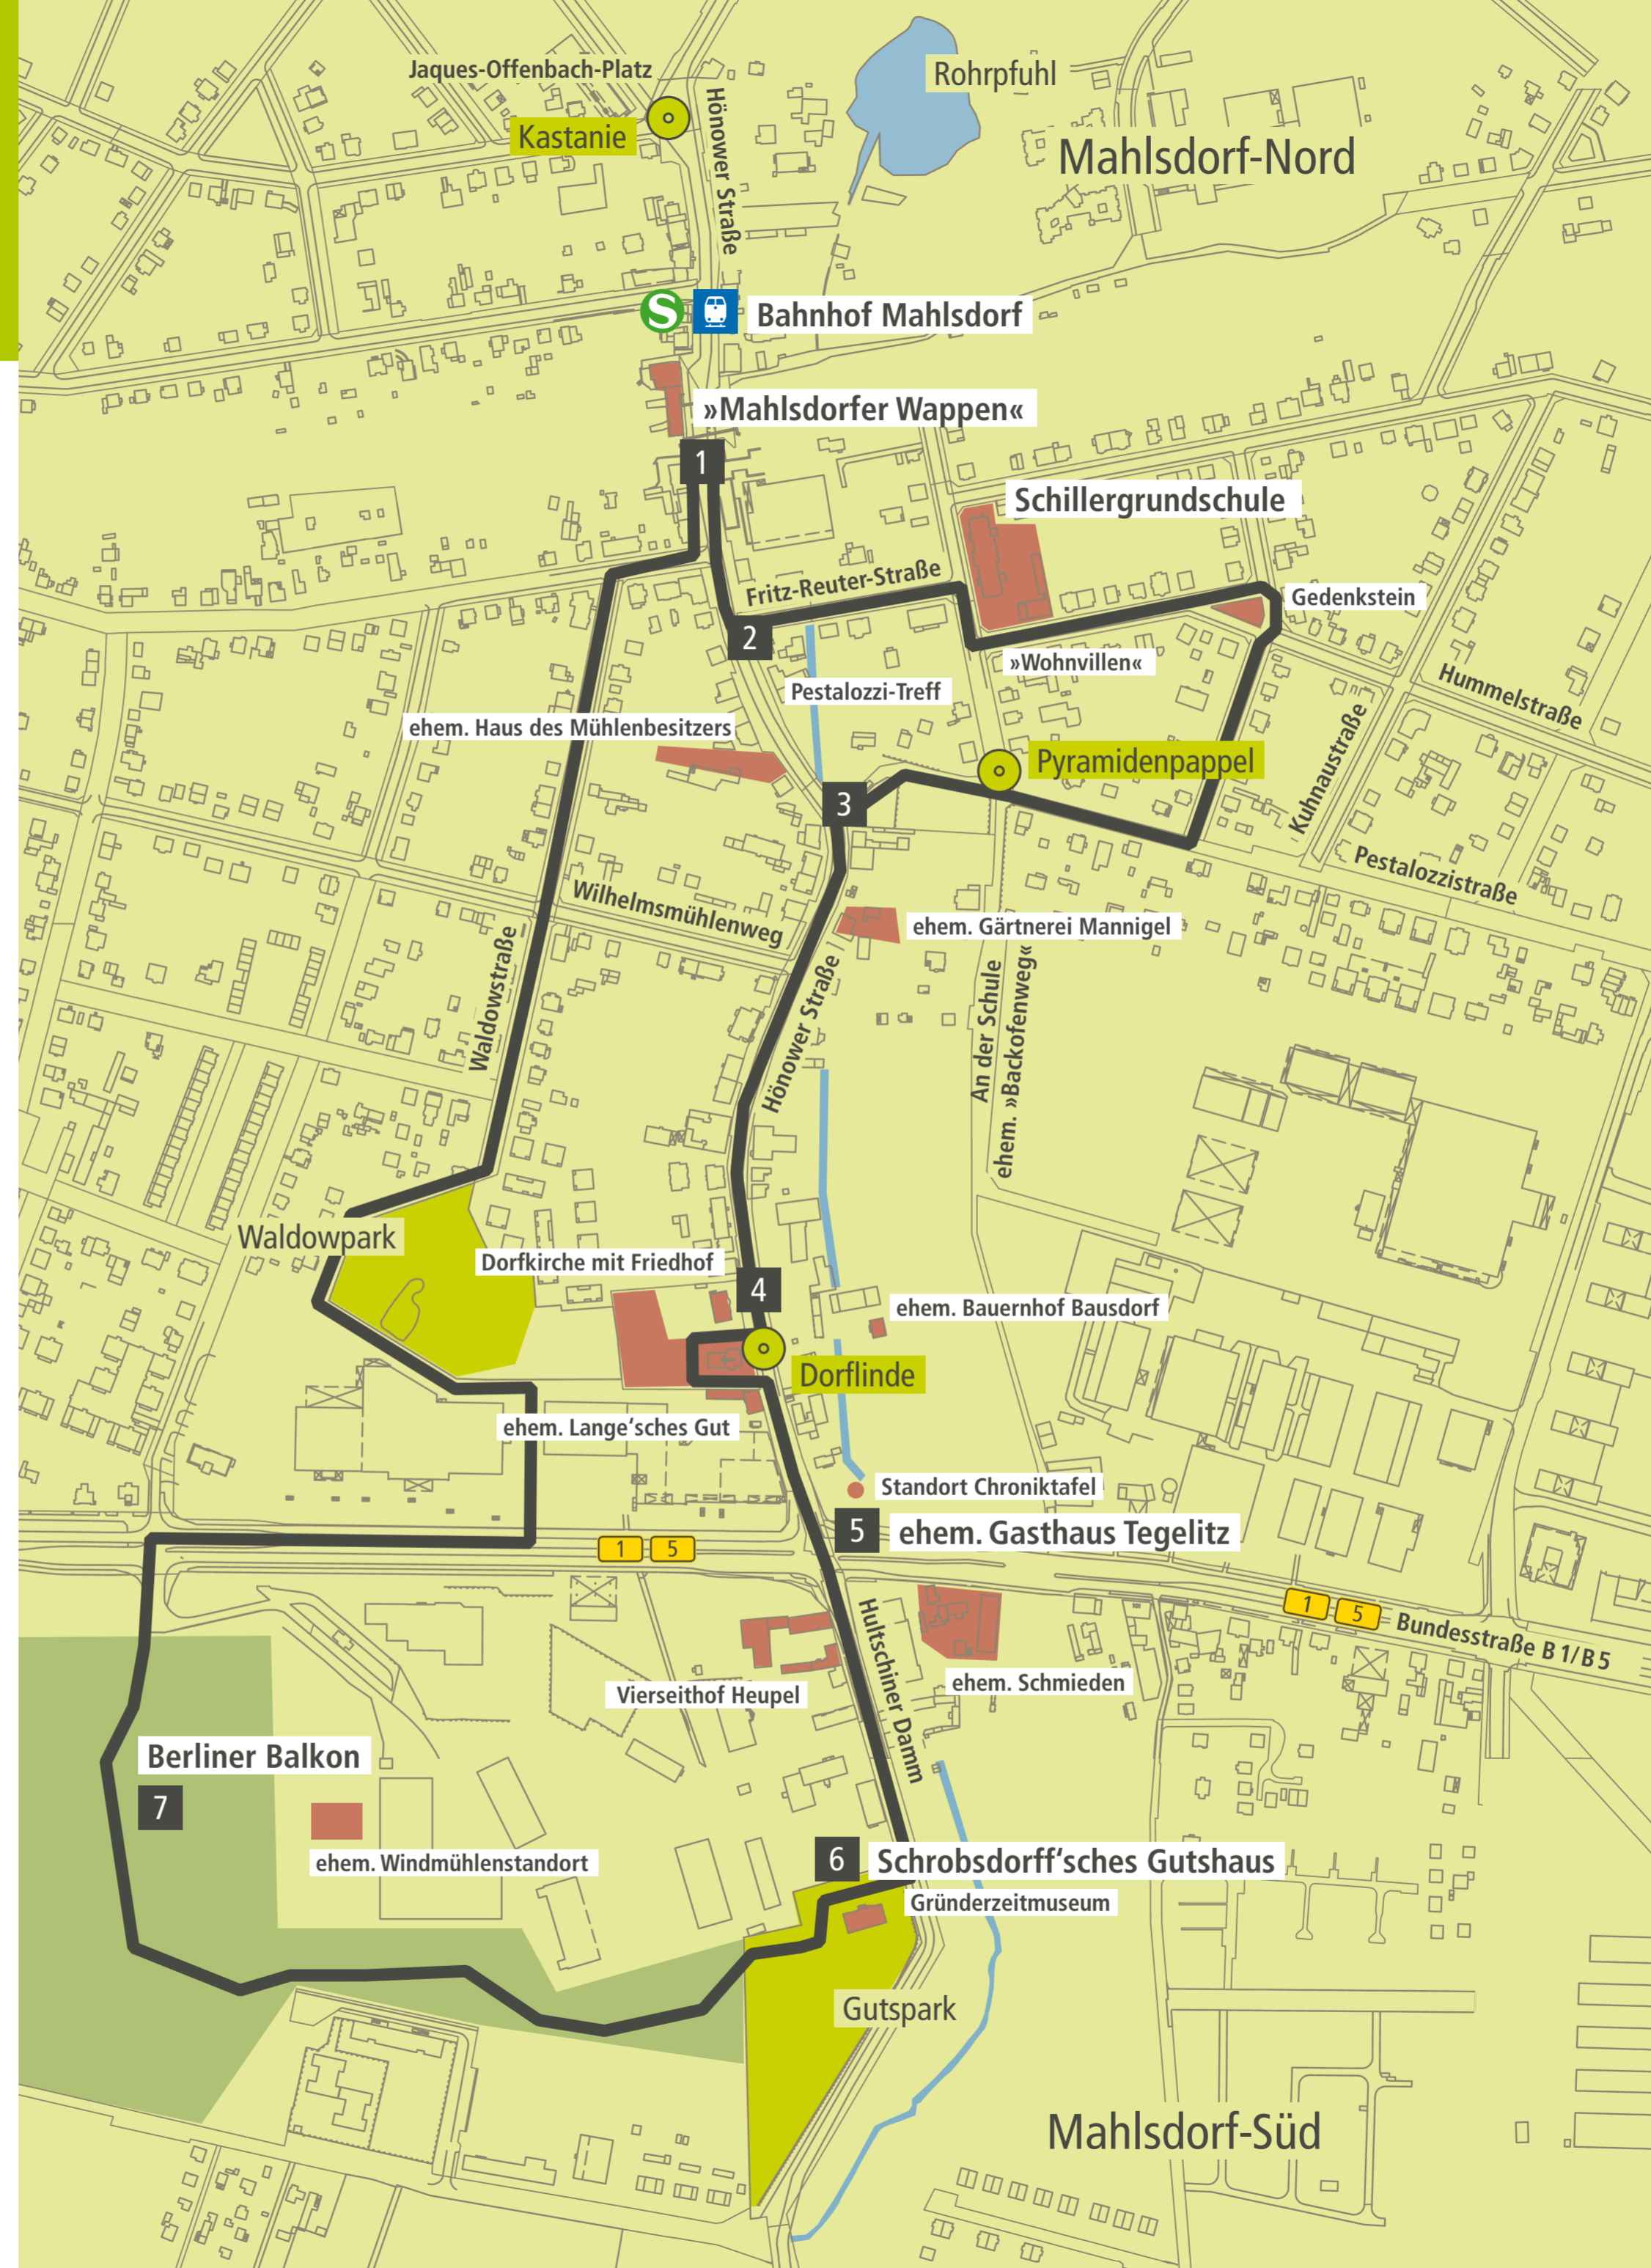 Jaques-Offenbach-Platz
Kastanie
Hönower Straße
Rohrpfuhl
Mahlsdorf-Nord
S
Bahnhof Mahlsdorf
»Mahlsdorfer Wappen«
1
Schillergrundschule
Fritz-Reuter-Straße
Gedenkstein
2
»Wohnvillen«
Pestalozzi-Treff
Hummelstraße
ehem. Haus des Mühlenbesitzers
Pyramidenpappel
Kuhnaustraße
3
Pestalozzistraße
Wilhelmsmühlenweg
ehem. Gärtnerei Mannigel
Waldowstraße
Hönower Straße
An der Schule
ehem. »Backofenweg«
Waldowpark
Dorfkirche mit Friedhof
4
ehem. Bauernhof Bausdorf
Dorflinde
ehem. Lange‘sches Gut
Standort Chroniktafel
5
ehem. Gasthaus Tegelitz
1 5
1 5
Bundesstraße B 1/B 5
Hultschiner Damm
Vierseithof Heupel
ehem. Schmieden
Berliner Balkon
7
ehem. Windmühlenstandort
6
Schrobsdorff‘sches Gutshaus
Gründerzeitmuseum
Gutspark
Mahlsdorf-Süd